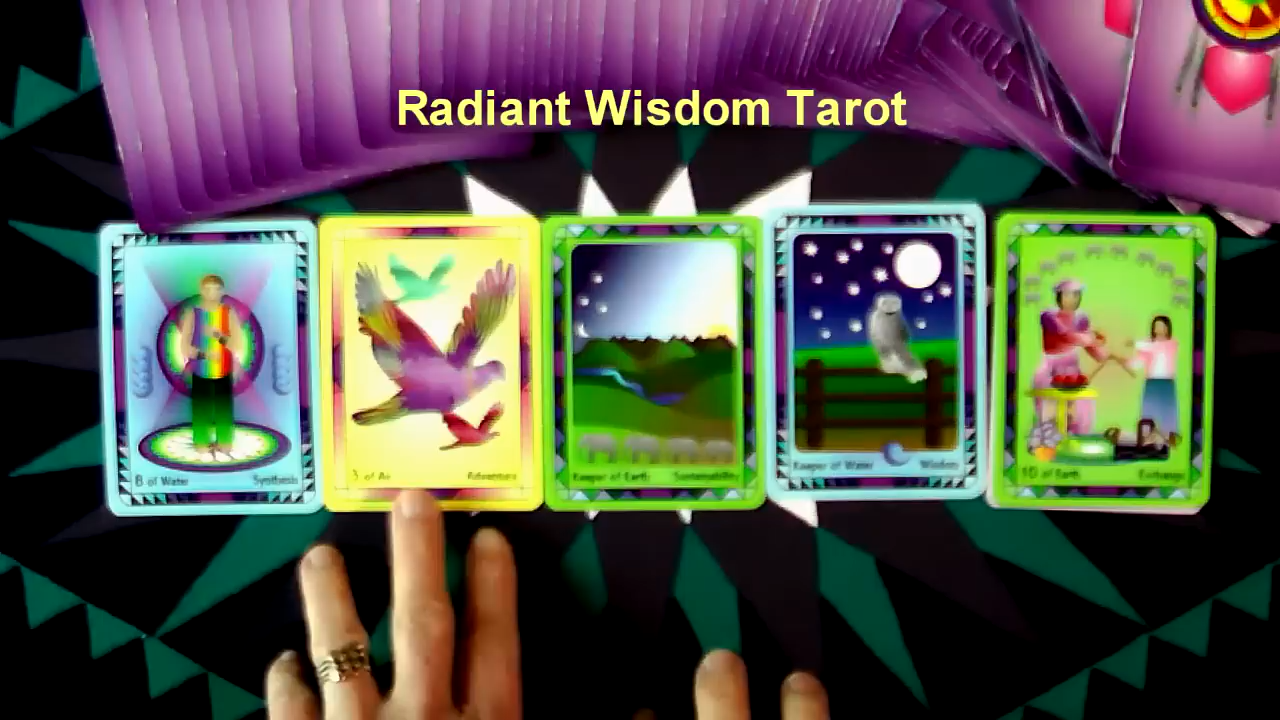 Radiant Wisdom Tarot
8 of Water Synthesis
3 of Air Adventure
Keeper of Earth Sustainability
Keeper of Water Wisdom
10 of Earth Exchange